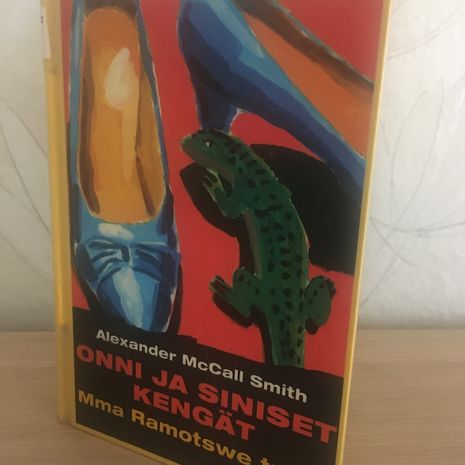 Alexander McCall Smith
ONNI JA SINISET
KENGÄT
Mma Ramotswe